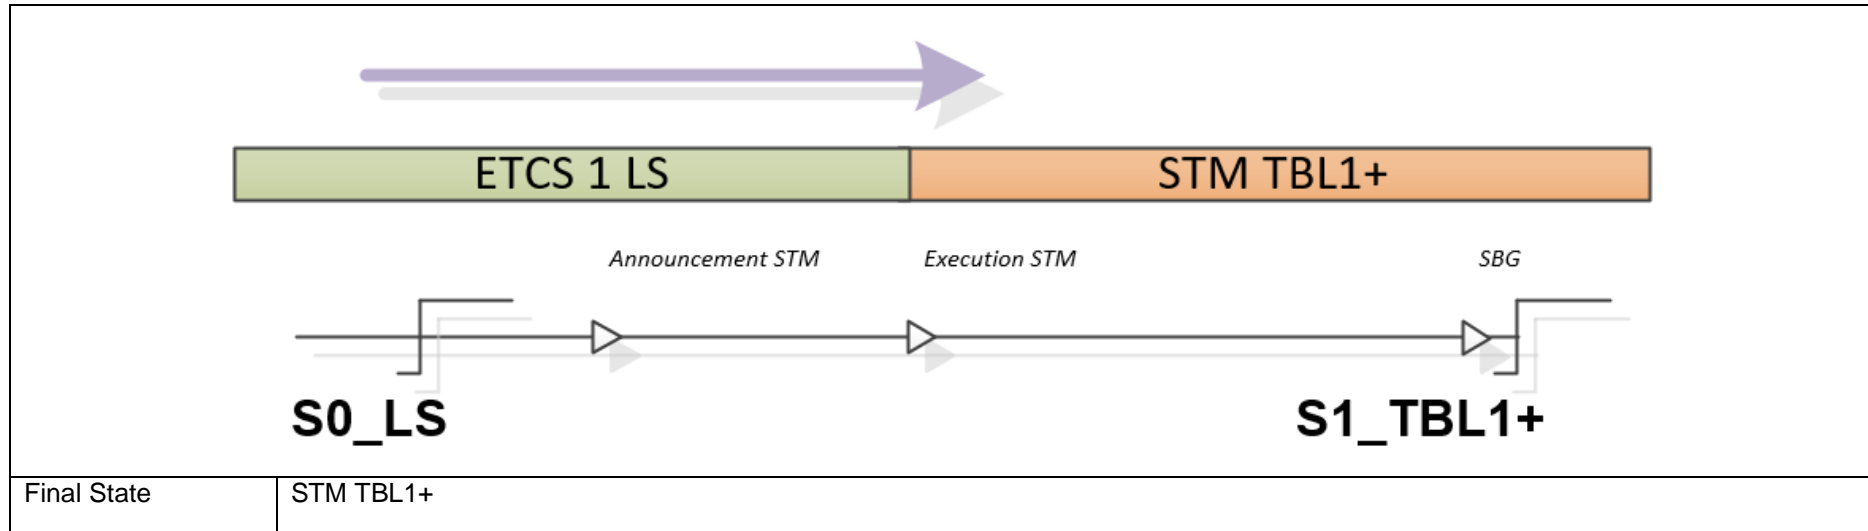 ETCS 1 LS STM TBL1+
Announcement STM Execution STM SBG
S0_LS S1_TBL1+
Final State STM TBL1+